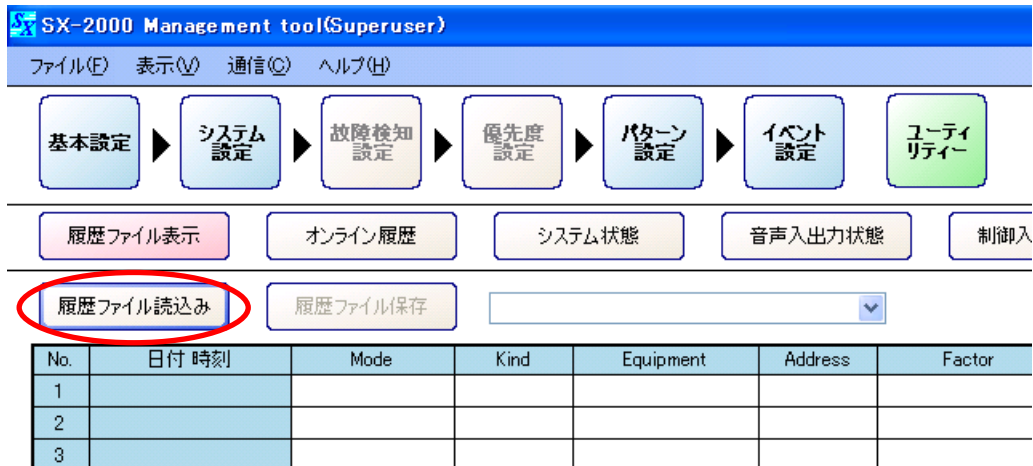 SX SX-2000 Management tool(Superuser)
ファイル(F) 表示(V) 通信(C) ヘルプ(H)
基本設定 システム設定 故障検知設定 優先度設定 パターン設定 イベント設定 ユーティリティー
履歴ファイル表示 オンライン履歴 システム状態 音声入出力状態 制御入
履歴ファイル読込み 履歴ファイル保存
No. 日付 時刻 Mode Kind Equipment Address Factor
1
2
3